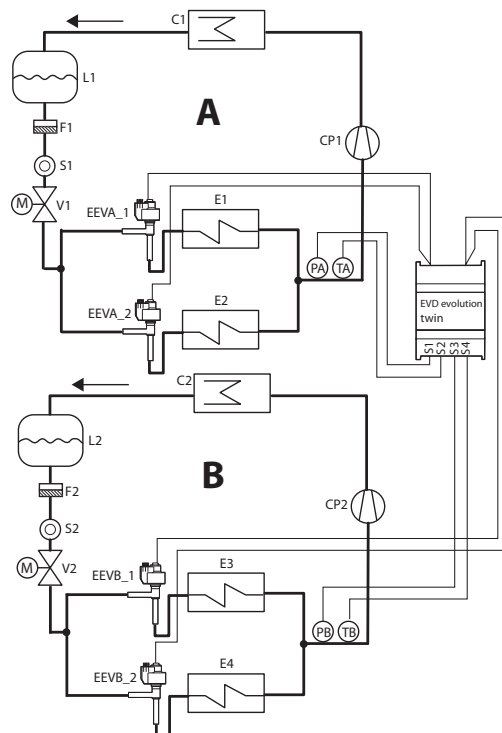 C1
L1
F1
A
CP1
S1
M
V1
EEVA_1
E1
PA
TA
EEVA_2
E2
EVD evolution
twin
S1
S2
S3
S4
C2
L2
F2
B
CP2
S2
M
V2
EEVB_1
E3
PB
TB
EEVB_2
E4